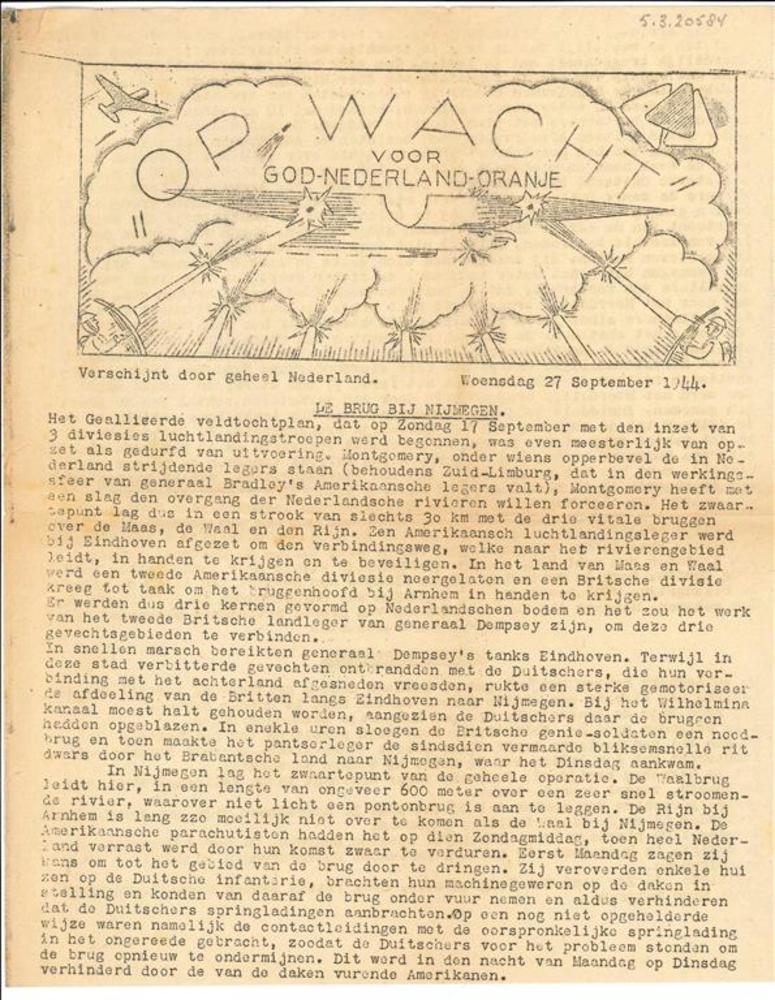 5.3.20584
"OP WACHT"
VOOR
GOD-NEDERLAND-ORANJE
Verschijnt door geheel Nederland. Woensdag 27 September 1944.
DE BRUG BIJ NIJMEGEN.
Het Geallieerde veldtochtplan, dat op Zondag 17 September met den inzet van
3 diviesies luchtlandingstroepen werd begonnen, was even meesterlijk van op-
zet als gedurfd van uitvoering. Montgomery, onder wiens opperbevel de in Ne-
derland strijdende legers staan (behoudens Zuid-Limburg, dat in den werkings-
sfeer van generaal Bradley's Amerikaansche legers valt), Montgomery heeft met
een slag den overgang der Nederlandsche rivieren willen forceeren. Het zwaar-
tepunt lag dus in een strook van slechts 30 km met de drie vitale bruggen
over de Maas, de Waal en den Rijn. Een Amerikaansch luchtlandingsleger werd
bij Eindhoven afgezet om den verbindingsweg, welke naar het rivierengebied
leidt, in handen te krijgen en te beveiligen. In het land van Maas en Waal
werd een tweede Amerikaansche diviesie neergelaten en een Britsche divisie
kreeg tot taak om het bruggenhoofd bij Arnhem in handen te krijgen.
Er werden dus drie kernen gevormd op Nederlandschen bodem en het zou het werk
van het tweede Britsche landleger van generaal Dempsey zijn, om deze drie
gevechtsgebieden te verbinden.
In snellen marsch bereikten generaal Dempsey's tanks Eindhoven. Terwijl in
deze stad verbitterde gevechten ontbrandden met de Duitschers, die hun ver-
binding met het achterland afgesneden vreesden, rukte een sterke gemotoriseer
de afdeeling van de Britten langs Eindhoven naar Nijmegen. Bij het Wilhelmina
kanaal moest halt gehouden worden, aangezien de Duitschers daar de bruggen
hadden opgeblazen. In enekle uren sloegen de Britsche genie-soldaten een nood-
brug en toen maakte het pantserleger de sindsdien vermaarde bliksemsnelle rit
dwars door het Brabantsche land naar Nijmegen, waar het Dinsdag aankwam.
In Nijmegen lag het zwaartepunt van de geheele operatie. De Waalbrug
leidt hier, in een lengte van ongeveer 600 meter over een zeer snel stroomen-
de rivier, waarover niet licht een pontonbrug is aan te leggen. De Rijn bij
Arnhem is lang zzo moeilijk niet over te komen als de Waal bij Nijmegen. De
Amerikaansche parachutisten hadden het op dien Zondagmiddag, toen heel Neder-
land verrast werd door hun komst zwaar te verduren. Eerst Maandag zagen zij
kans om tot het gebied van de brug door te dringen. Zij veroverden enkele hui
zen op de Duitsche infanterie, brachten hun machinegeweren op de daken in
stelling en konden van daaraf de brug onder vuur nemen en aldus verhinderen
dat de Duitschers springladingen aanbrachten. Op een nog niet opgehelderde
wijze waren namelijk de contactleidingen met de oorspronkelijke springlading
in het ongereede gebracht, zoodat de Duitschers voor het probleem stonden om
de brug opnieuw te ondermijnen. Dit werd in den nacht van Maandag op Dinsdag
verhinderd door de van de daken vurende Amerikanen.